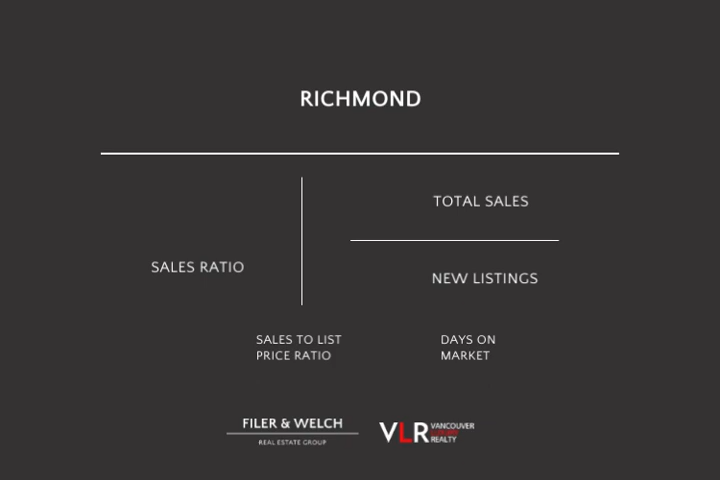 RICHMOND
TOTAL SALES
SALES RATIO
NEW LISTINGS
SALES TO LIST
PRICE RATIO
DAYS ON
MARKET
FILER & WELCH
REAL ESTATE GROUP
VLR
VANCOUVER
REALTY